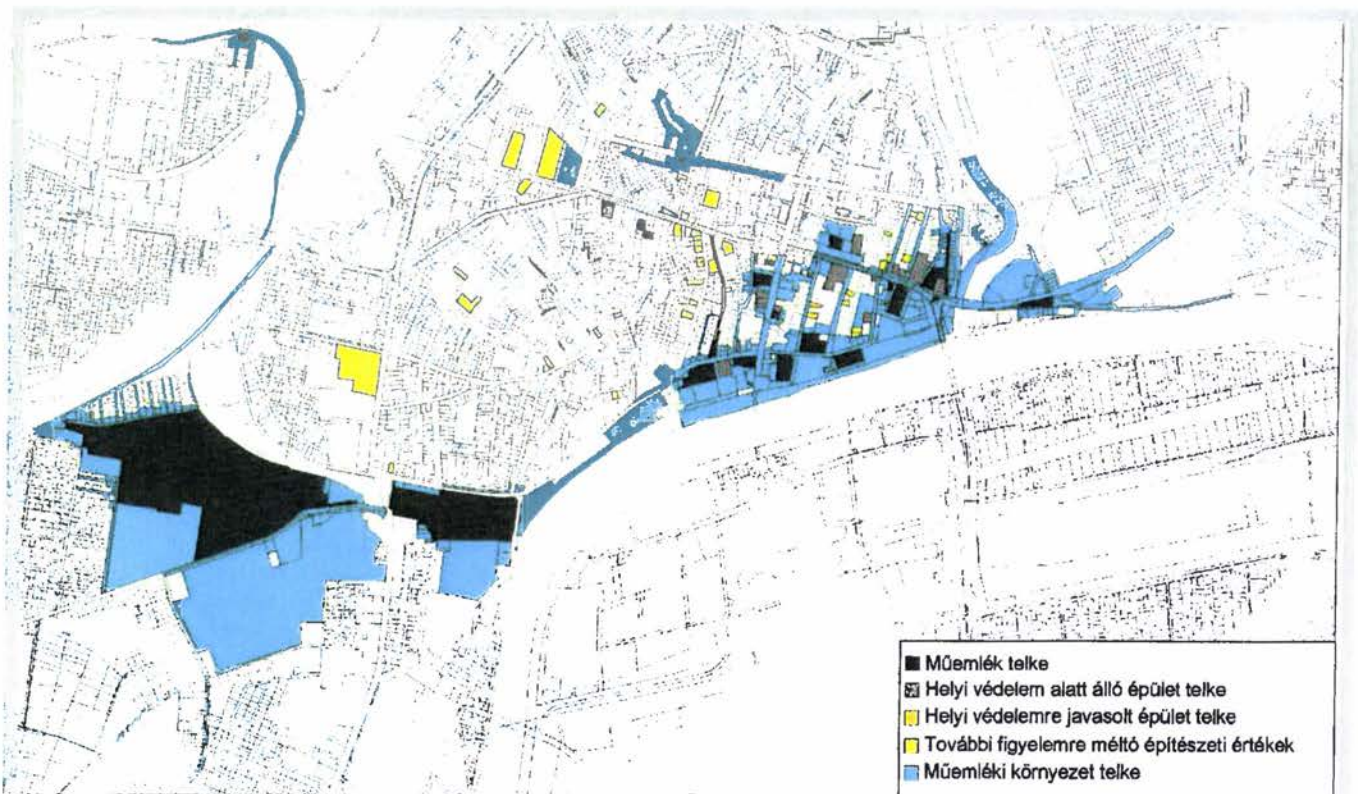 Műemlék telke
Helyi védelem alatt álló épület telke
Helyi védelemre javasolt épület telke
További figyelemre méltó építészeti értékek
Műemléki környezet telke